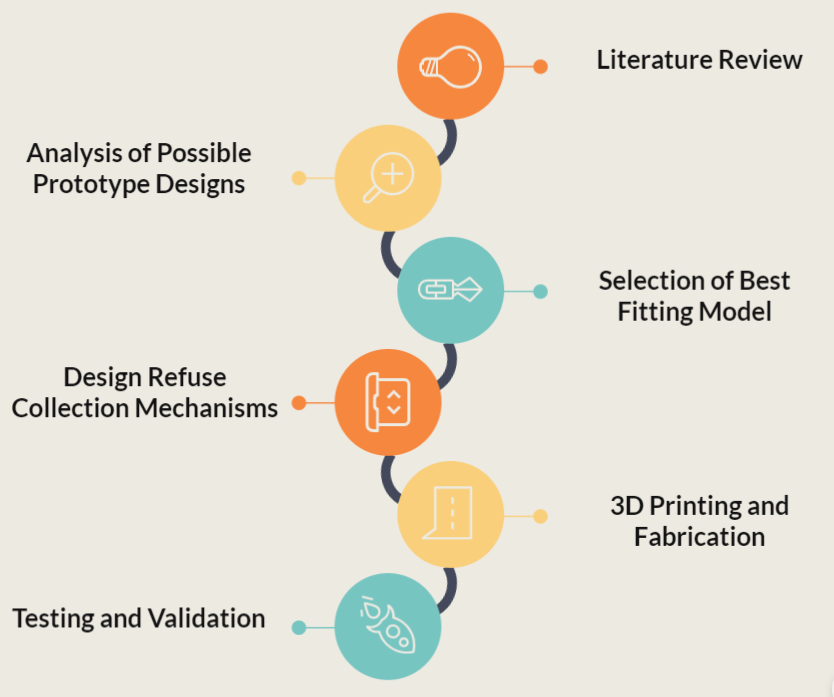 Literature Review
Analysis of Possible
Prototype Designs
Selection of Best
Fitting Model
Design Refuse
Collection Mechanisms
3D Printing and
Fabrication
Testing and Validation